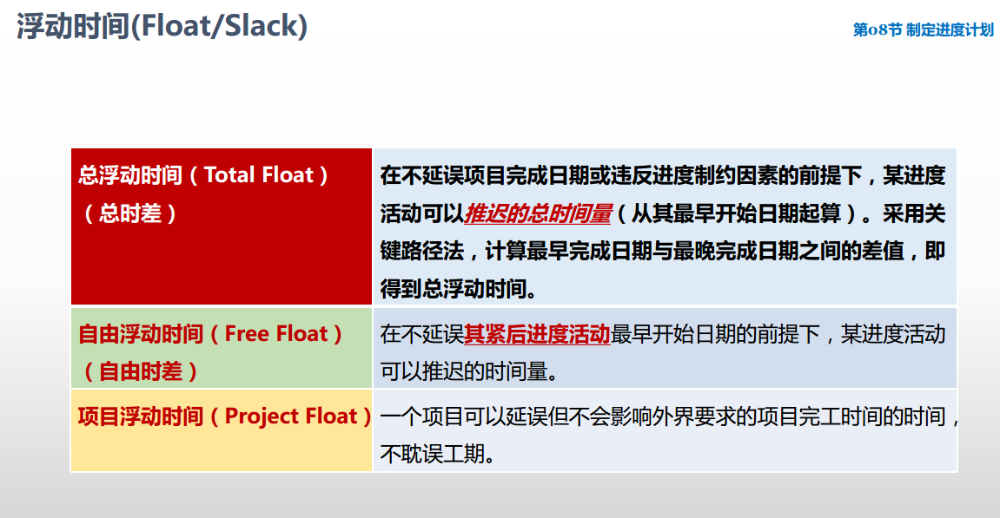 浮动时间(Float/Slack)
第08节 制定进度计划
总浮动时间（Total Float）
（总时差）
在不延误项目完成日期或违反进度制约因素的前提下，某进度
活动可以推迟的总时间量（从其最早开始日期起算）。采用关
键路径法，计算最早完成日期与最晚完成日期之间的差值，即
得到总浮动时间。
自由浮动时间（Free Float）
（自由时差）
在不延误其紧后进度活动最早开始日期的前提下，某进度活动
可以推迟的时间量。
项目浮动时间（Project Float）
一个项目可以延误但不会影响外界要求的项目完工时间的时间，
不耽误工期。